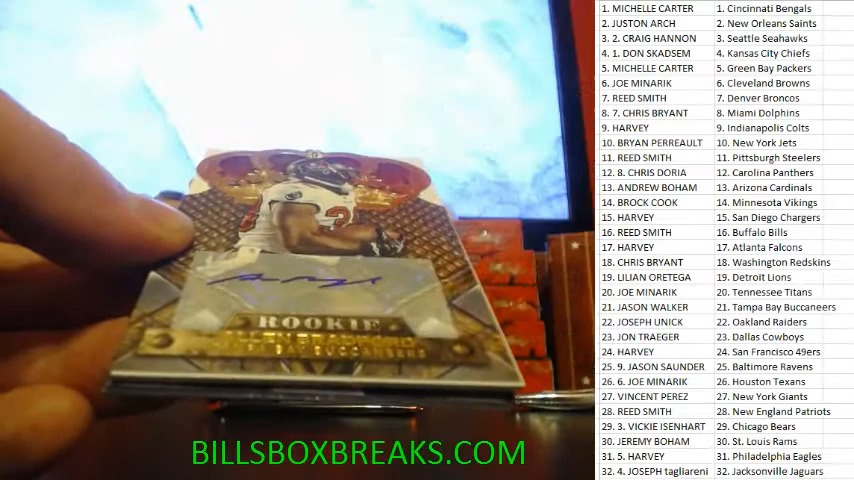 ROOKIE
BUCCANEERS
BILLSBOXBREAKS.COM
1. MICHELLE CARTER 1. Cincinnati Bengals
2. JUSTON ARCH 2. New Orleans Saints
3. 2. CRAIG HANNON 3. Seattle Seahawks
4. 1. DON SKADSEM 4. Kansas City Chiefs
5. MICHELLE CARTER 5. Green Bay Packers
6. JOE MINARIK 6. Cleveland Browns
7. REED SMITH 7. Denver Broncos
8. 7. CHRIS BRYANT 8. Miami Dolphins
9. HARVEY 9. Indianapolis Colts
10. BRYAN PERREAULT 10. New York Jets
11. REED SMITH 11. Pittsburgh Steelers
12. 8. CHRIS DORIA 12. Carolina Panthers
13. ANDREW BOHAM 13. Arizona Cardinals
14. BROCK COOK 14. Minnesota Vikings
15. HARVEY 15. San Diego Chargers
16. REED SMITH 16. Buffalo Bills
17. HARVEY 17. Atlanta Falcons
18. CHRIS BRYANT 18. Washington Redskins
19. LILIAN ORETEGA 19. Detroit Lions
20. JOE MINARIK 20. Tennessee Titans
21. JASON WALKER 21. Tampa Bay Buccaneers
22. JOSEPH UNICK 22. Oakland Raiders
23. JON TRAEGER 23. Dallas Cowboys
24. HARVEY 24. San Francisco 49ers
25. 9. JASON SAUNDER 25. Baltimore Ravens
26. 6. JOE MINARIK 26. Houston Texans
27. VINCENT PEREZ 27. New York Giants
28. REED SMITH 28. New England Patriots
29. 3. VICKIE ISENHART 29. Chicago Bears
30. JEREMY BOHAM 30. St. Louis Rams
31. 5. HARVEY 31. Philadelphia Eagles
32. 4. JOSEPH tagliareni 32. Jacksonville Jaguars